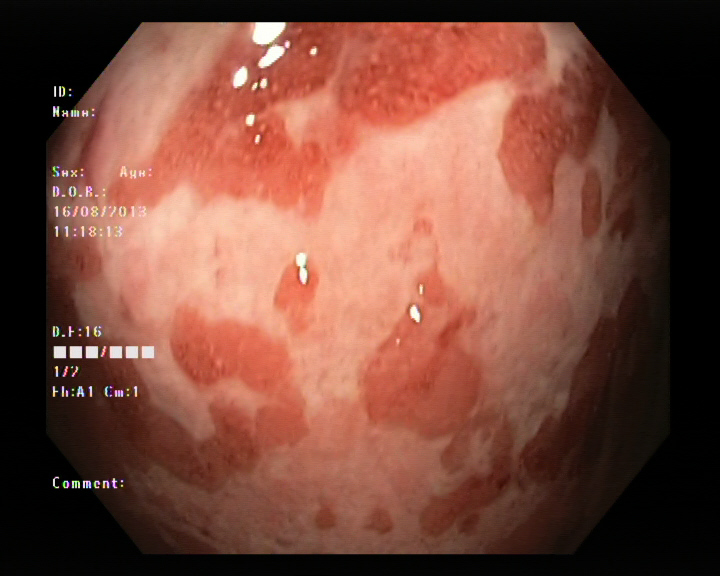 ID:
Name:
Sex: Age:
D.O.B.:
16/08/2013
11:18:13
D.F:16
■■■/■■■
1/2
Eh:A1 Cm:1
Comment: